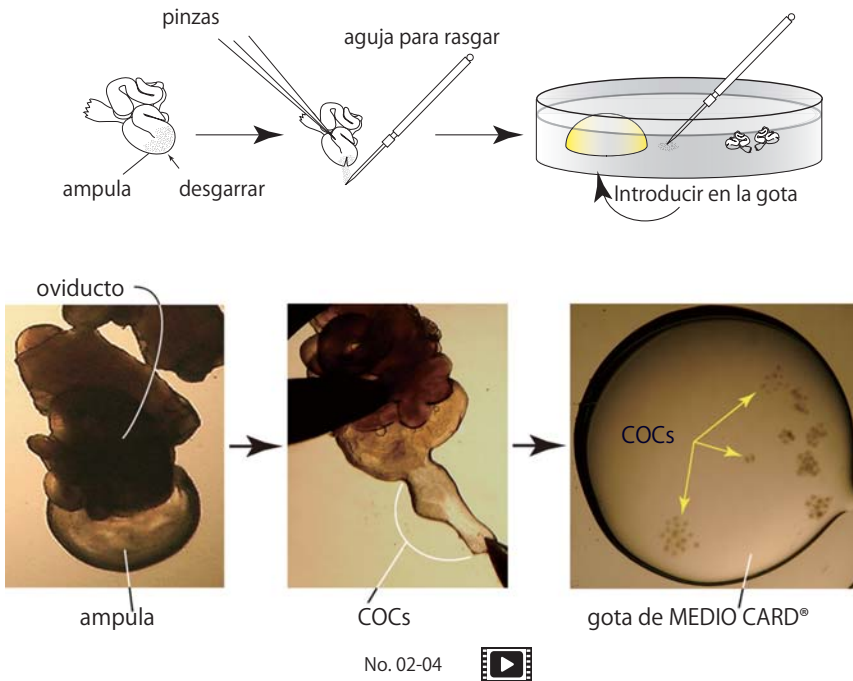 pinzas
aguja para rasgar
ampula
desgarrar
Introducir en la gota
oviducto
COCs
ampula
COCs
gota de MEDIO CARD®
No. 02-04